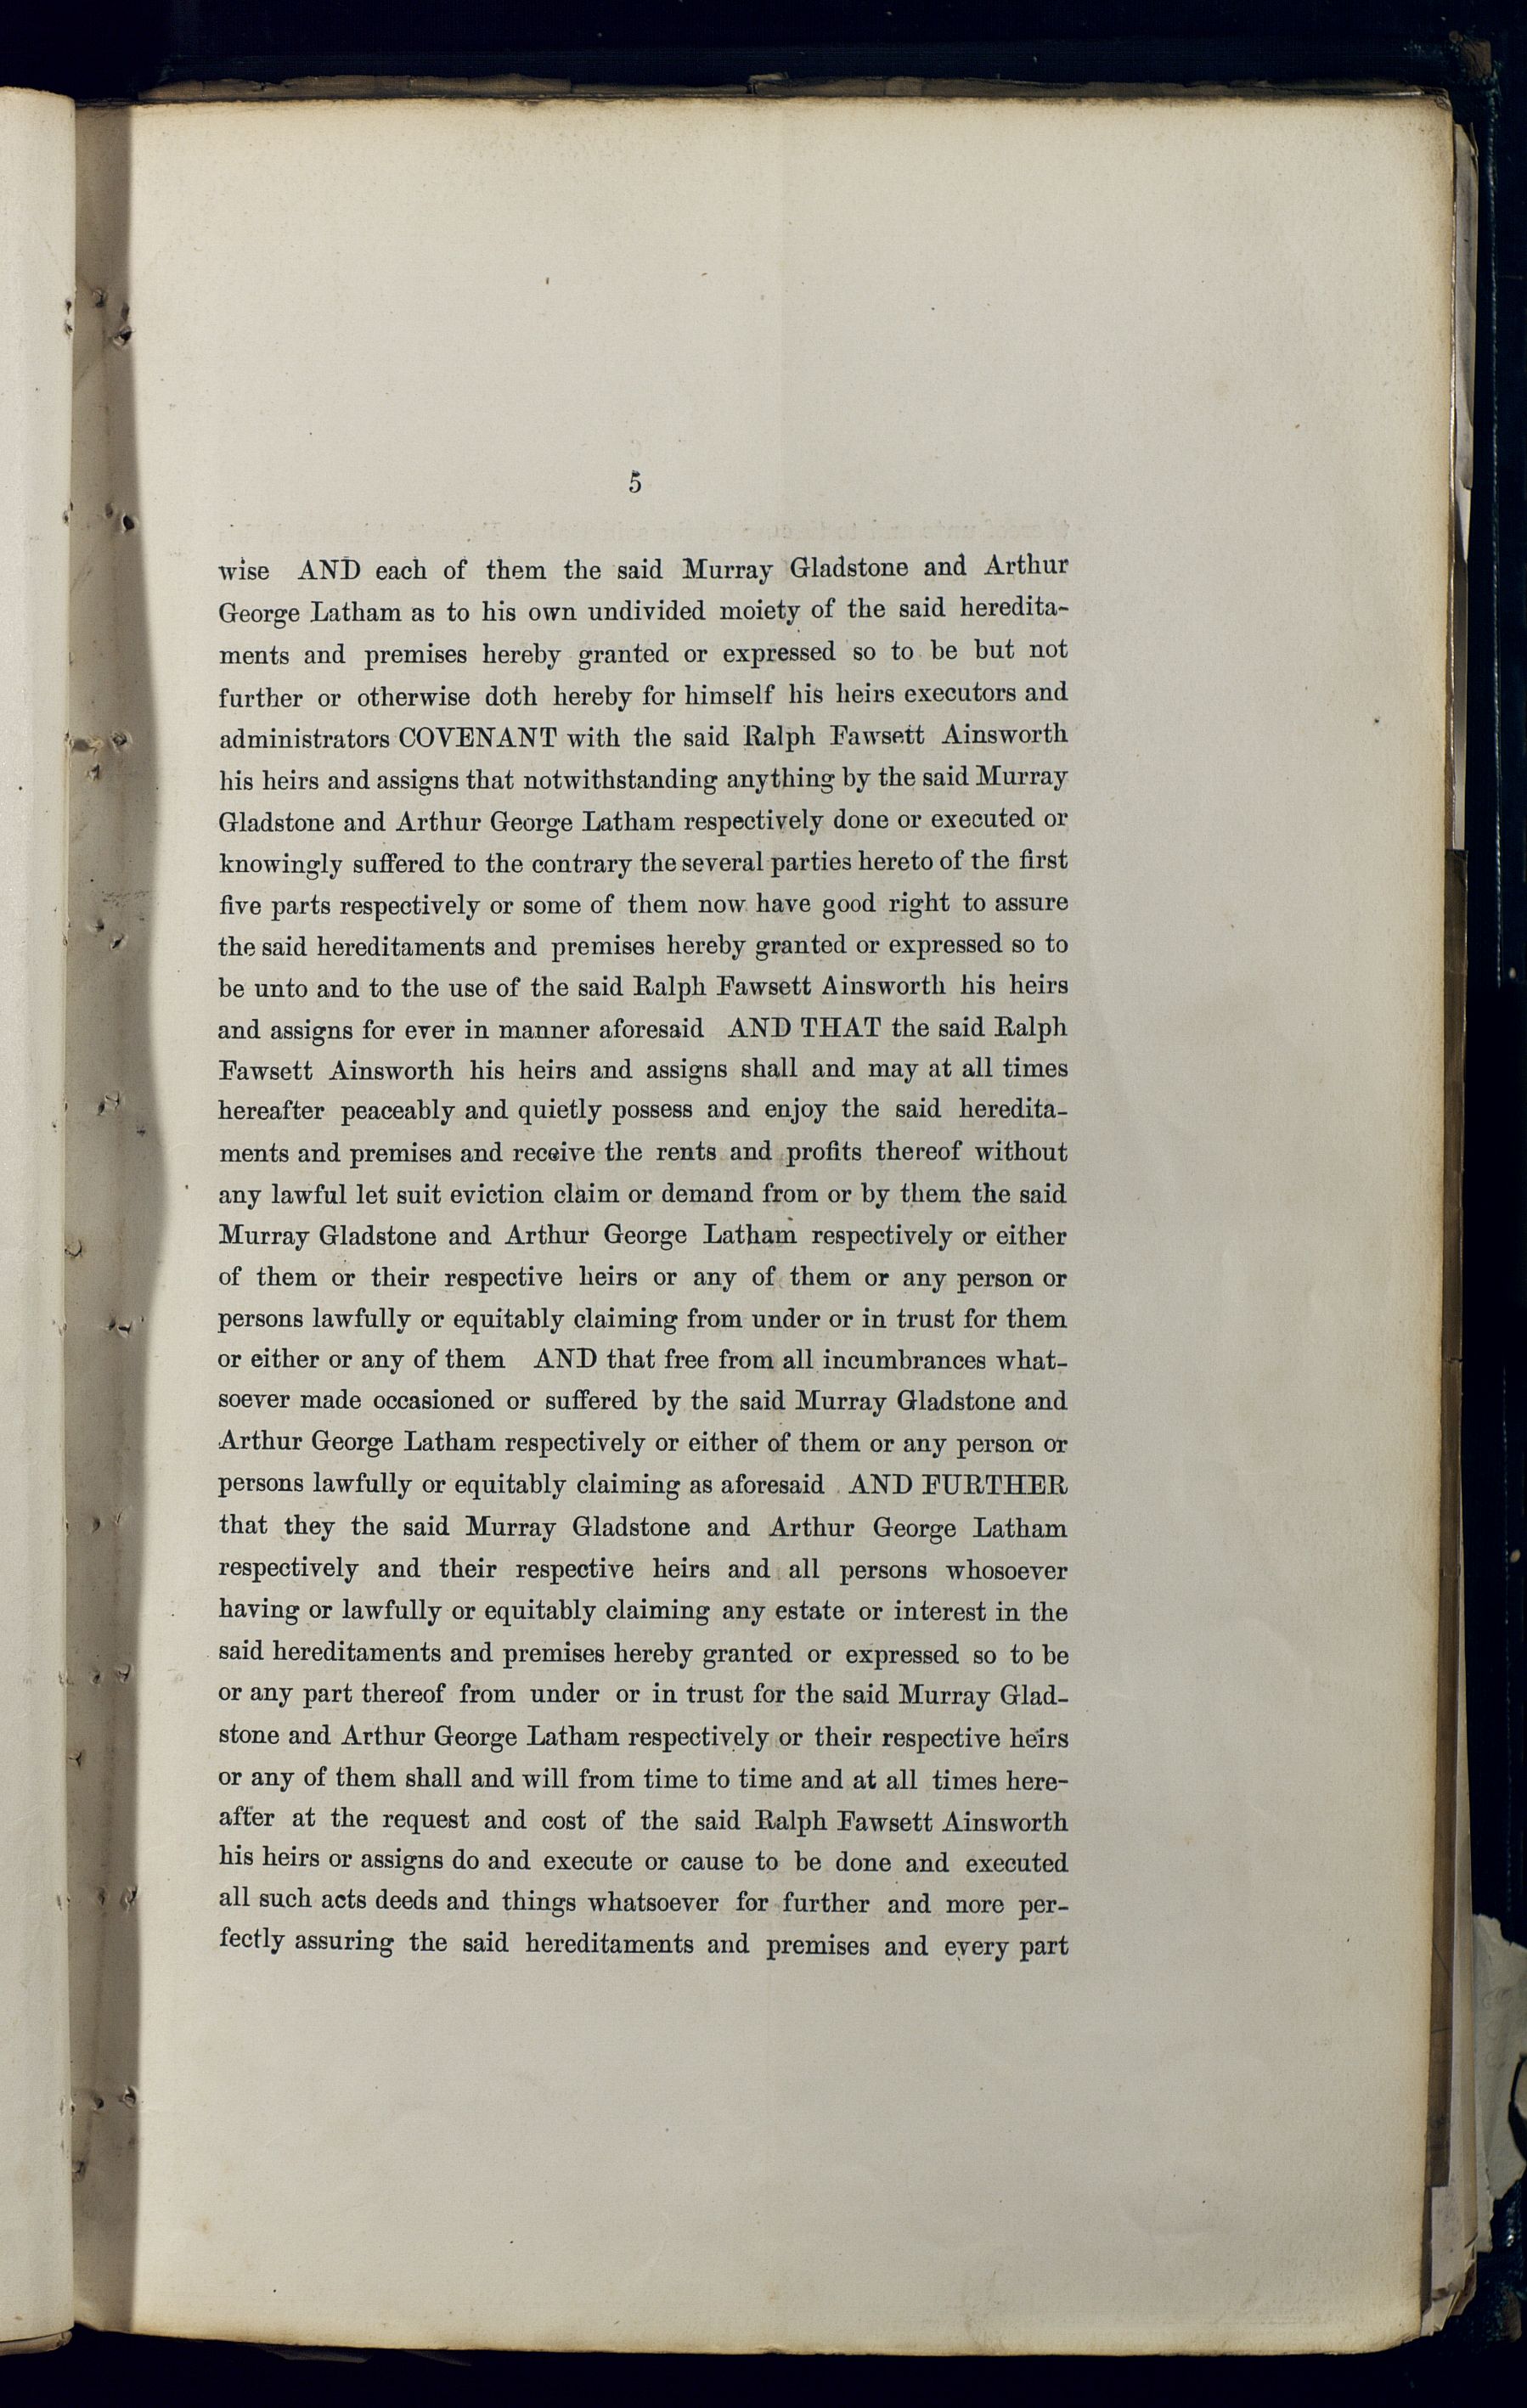 5
wise AND each of them the said Murray Gladstone and Arthur
George Latham as to his own undivided moiety of the said heredita-
ments and premises hereby granted or expressed so to be but not
further or otherwise doth hereby for himself his heirs executors and
administrators COVENANT with the said Ralph Fawsett Ainsworth
his heirs and assigns that notwithstanding anything by the said Murray
Gladstone and Arthur George Latham respectively done or executed or
knowingly suffered to the contrary the several parties hereto of the first
five parts respectively or some of them now have good right to assure
the said hereditaments and premises hereby granted or expressed so to
be unto and to the use of the said Ralph Fawsett Ainsworth his heirs
and assigns for ever in manner aforesaid AND THAT the said Ralph
Fawsett Ainsworth his heirs and assigns shall and may at all times
hereafter peaceably and quietly possess and enjoy the said heredita-
ments and premises and receive the rents and profits thereof without
any lawful let suit eviction claim or demand from or by them the said
Murray Gladstone and Arthur George Latham respectively or either
of them or their respective heirs or any of them or any person or
persons lawfully or equitably claiming from under or in trust for them
or either or any of them AND that free from all incumbrances what-
soever made occasioned or suffered by the said Murray Gladstone and
Arthur George Latham respectively or either of them or any person or
persons lawfully or equitably claiming as aforesaid AND FURTHER
that they the said Murray Gladstone and Arthur George Latham
respectively and their respective heirs and all persons whosoever
having or lawfully or equitably claiming any estate or interest in the
said hereditaments and premises hereby granted or expressed so to be
or any part thereof from under or in trust for the said Murray Glad-
stone and Arthur George Latham respectively or their respective heirs
or any of them shall and will from time to time and at all times here-
after at the request and cost of the said Ralph Fawsett Ainsworth
his heirs or assigns do and execute or cause to be done and executed
all such acts deeds and things whatsoever for further and more per-
fectly assuring the said hereditaments and premises and every part